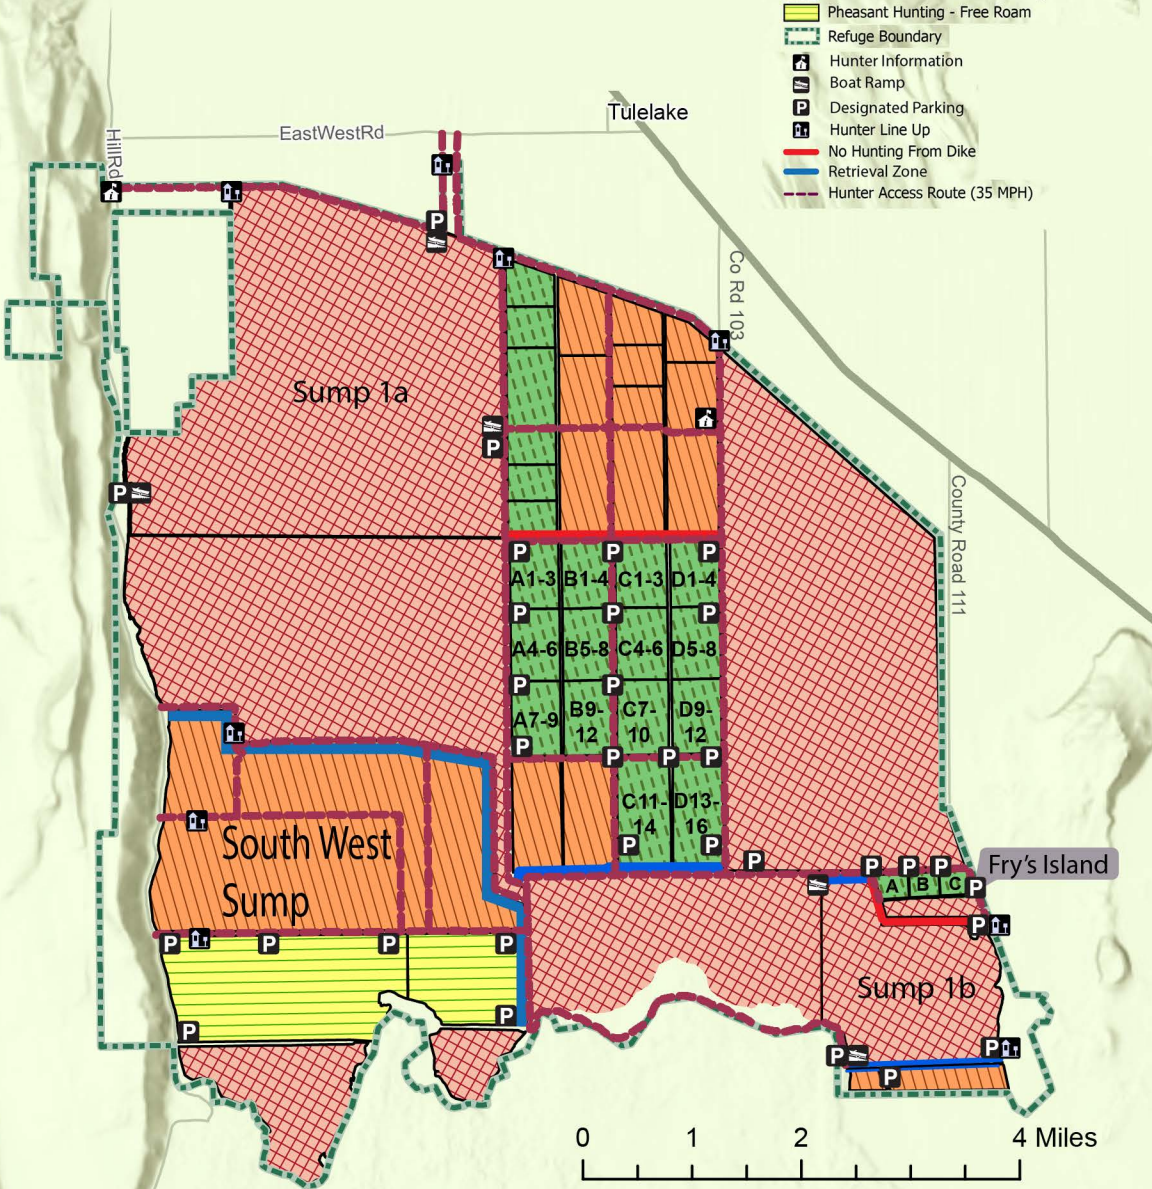 Pheasant Hunting - Free Roam
Refuge Boundary
Hunter Information
Boat Ramp
P Designated Parking
Hunter Line Up
No Hunting From Dike
Retrieval Zone
Hunter Access Route (35 MPH)
Tulelake
EastWestRd
HillRd
P
Co Rd 103
Sump 1a
P
P
County Road 111
P P P
A1-3 B1-4 C1-3 D1-4
P P P
A4-6 B5-8 C4-6 D5-8
P P
A7-9 B9-12 C7-10 D9-12
P P P P
C11-14 D13-16
P P
South West
Sump
P P P P
Fry's Island
A B C P
P
P P P P
Sump 1b
P P
P P
P
0 1 2 4 Miles